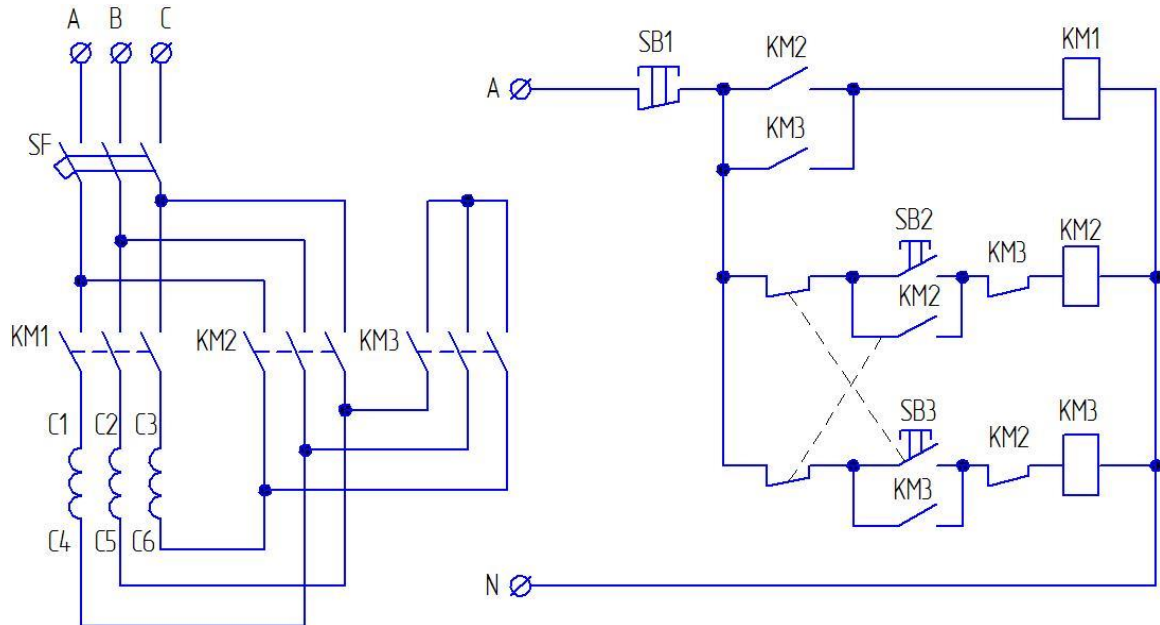 A B C
SF
KM1 KM2 KM3
C1 C2 C3
C4 C5 C6
SB1 KM2 KM1
A
KM3
SB2 KM3 KM2
KM2
SB3 KM2 KM3
KM3
N